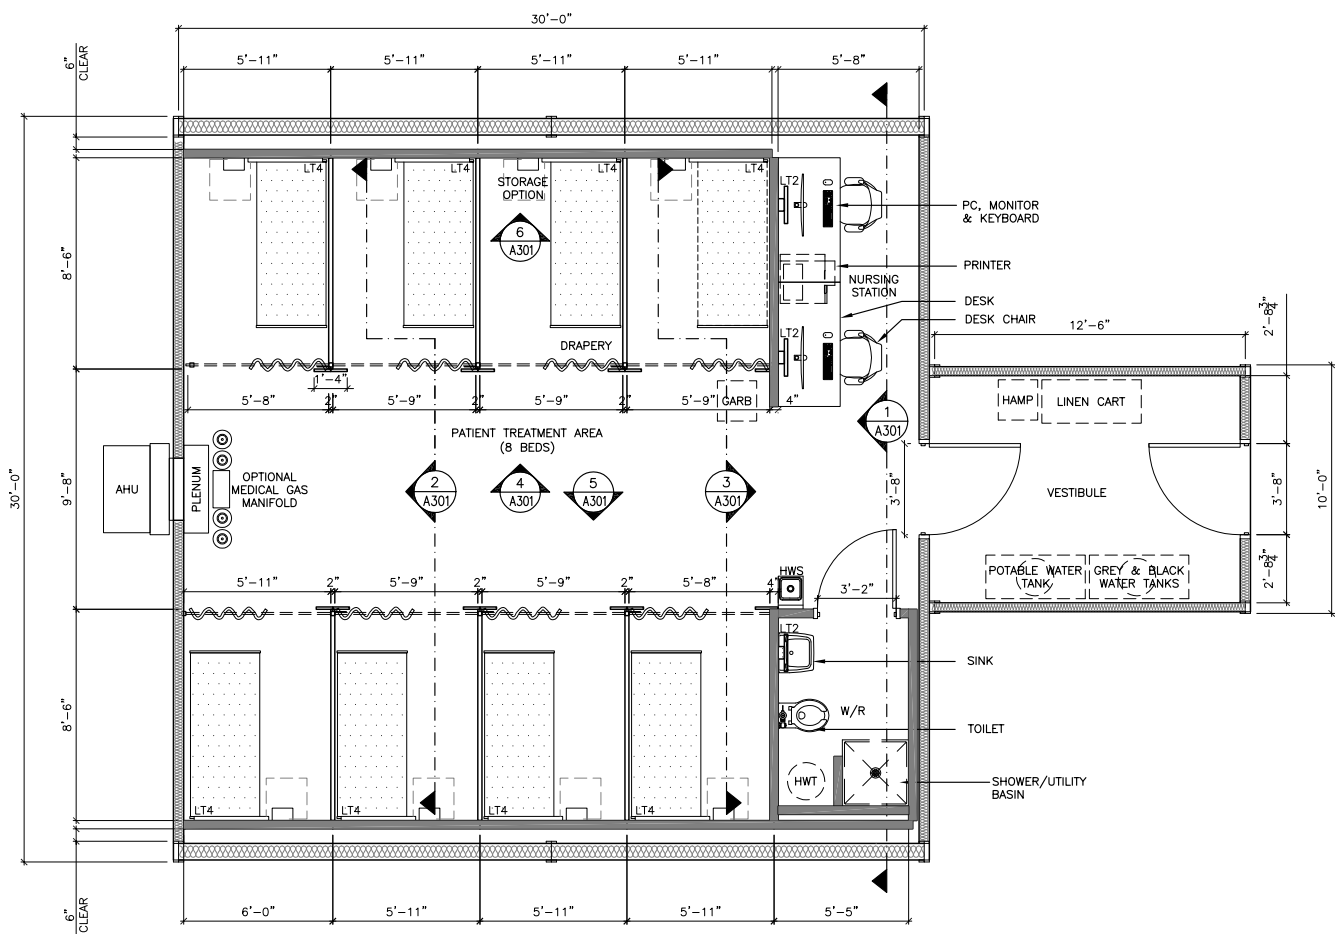 30'-0"
5'-11"
5'-11"
5'-11"
5'-11"
5'-8"
6"
CLEAR
LT4
LT4
LT4
LT4
STORAGE
OPTION
6
A301
LT2
PC, MONITOR
& KEYBOARD
PRINTER
NURSING
STATION
DESK
DESK CHAIR
LT2
8'-6"
DRAPERY
1'-4"
5'-8"
2"
5'-9"
2"
5'-9"
2"
5'-9"
4"
GARB
12'-6"
2'-8 3/4"
HAMP
LINEN CART
1
A301
PATIENT TREATMENT AREA
(8 BEDS)
AHU
PLENUM
OPTIONAL
MEDICAL GAS
MANIFOLD
2
A301
4
A301
5
A301
3
A301
3'-8"
VESTIBULE
3'-8"
10'-0"
30'-0"
9'-8"
5'-11"
2"
5'-9"
2"
5'-9"
2"
5'-8"
4"
HWS
3'-2"
POTABLE WATER
TANK
GREY & BLACK
WATER TANKS
2'-8 3/4"
LT2
SINK
W/R
TOILET
HWT
SHOWER/UTILITY
BASIN
8'-6"
LT4
LT4
LT4
LT4
6"
CLEAR
6'-0"
5'-11"
5'-11"
5'-11"
5'-5"